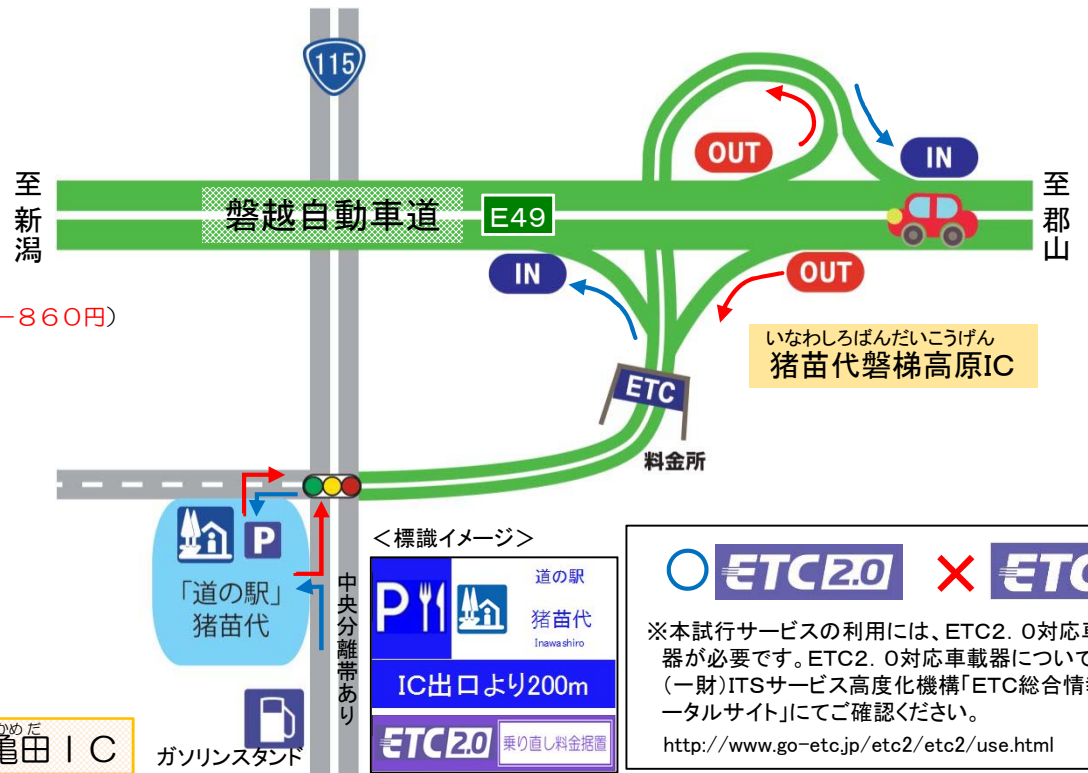 115
OUT
IN
至新潟
磐越自動車道
E49
至郡山
IN
OUT
－８６０円）
いなわしろばんだいこうげん
猪苗代磐梯高原IC
ETC
料金所
P
「道の駅」
猪苗代
中央分離帯あり
ガソリンスタンド
かめだ
亀田ＩＣ
＜標識イメージ＞
P
道の駅
猪苗代
Inawashiro
IC出口より200m
ETC2.0
乗り直し料金据置
○ ETC2.0 × ETC
※本試行サービスの利用には、ETC2．0対応車
器が必要です。ETC2．0対応車載器について
（一財）ITSサービス高度化機構「ETC総合情報
ータルサイト」にてご確認ください。
http://www.go-etc.jp/etc2/etc2/use.html